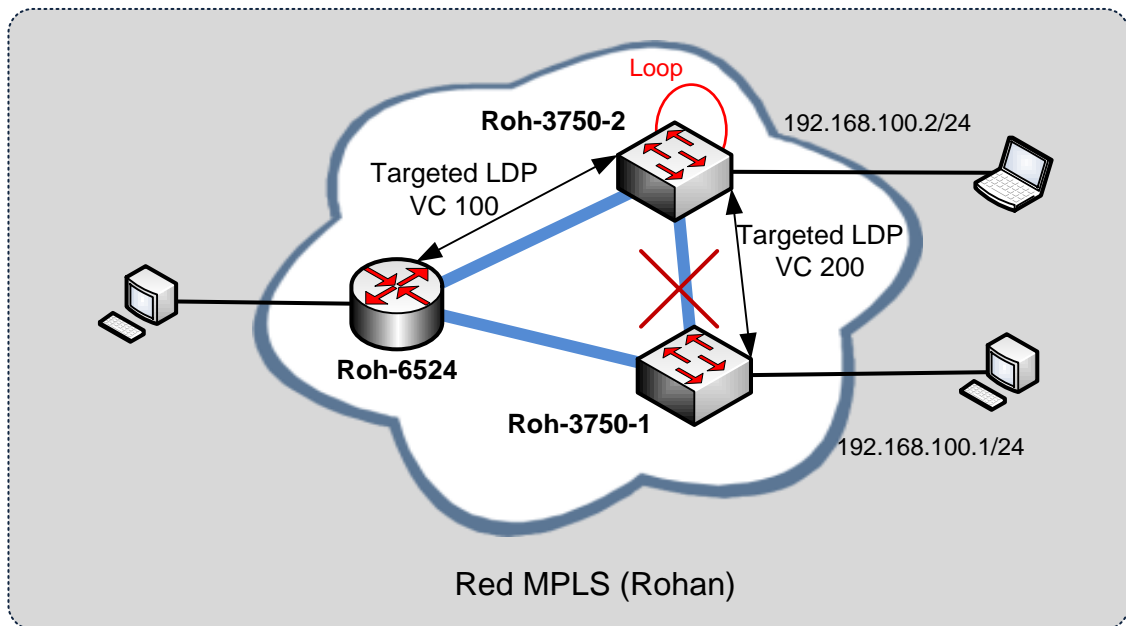 Loop
Roh-3750-2
192.168.100.2/24
Targeted LDP
VC 100
Targeted LDP
VC 200
Roh-6524
Roh-3750-1
192.168.100.1/24
Red MPLS (Rohan)